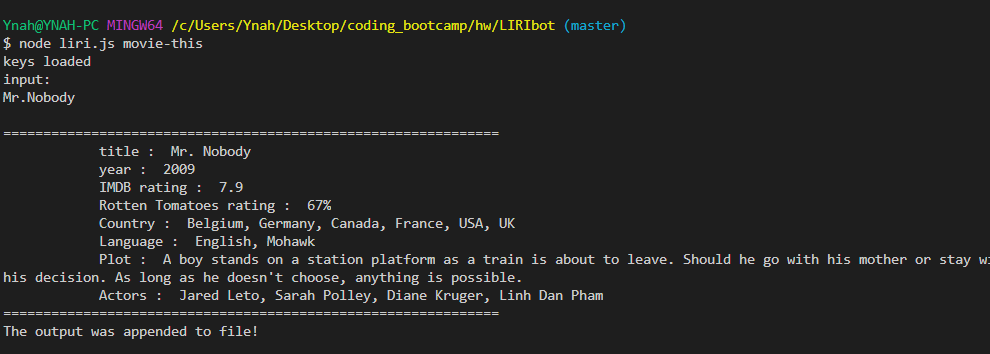 Ynah@YNAH-PC MINGW64 /c/Users/Ynah/Desktop/coding_bootcamp/hw/LIRIbot (master)
$ node liri.js movie-this
keys loaded
input:
Mr.Nobody
==============================================================
title :  Mr. Nobody
year :  2009
IMDB rating :  7.9
Rotten Tomatoes rating :  67%
Country :  Belgium, Germany, Canada, France, USA, UK
Language :  English, Mohawk
Plot :  A boy stands on a station platform as a train is about to leave. Should he go with his mother or stay
his decision. As long as he doesn't choose, anything is possible.
Actors :  Jared Leto, Sarah Polley, Diane Kruger, Linh Dan Pham
==============================================================
The output was appended to file!